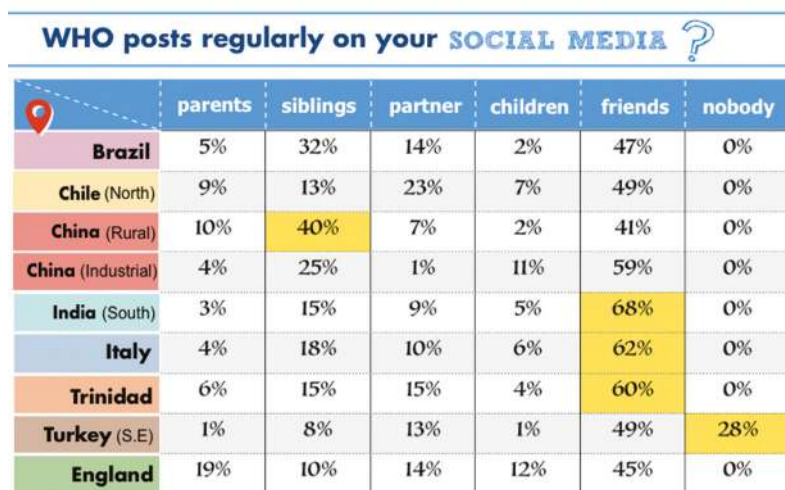 WHO posts regularly on your SOCIAL MEDIA ?
parents siblings partner children friends nobody
Brazil 5% 32% 14% 2% 47% 0%
Chile (North) 9% 13% 23% 7% 49% 0%
China (Rural) 10% 40% 7% 2% 41% 0%
China (Industrial) 4% 25% 1% 11% 59% 0%
India (South) 3% 15% 9% 5% 68% 0%
Italy 4% 18% 10% 6% 62% 0%
Trinidad 6% 15% 15% 4% 60% 0%
Turkey (S.E) 1% 8% 13% 1% 49% 28%
England 19% 10% 14% 12% 45% 0%